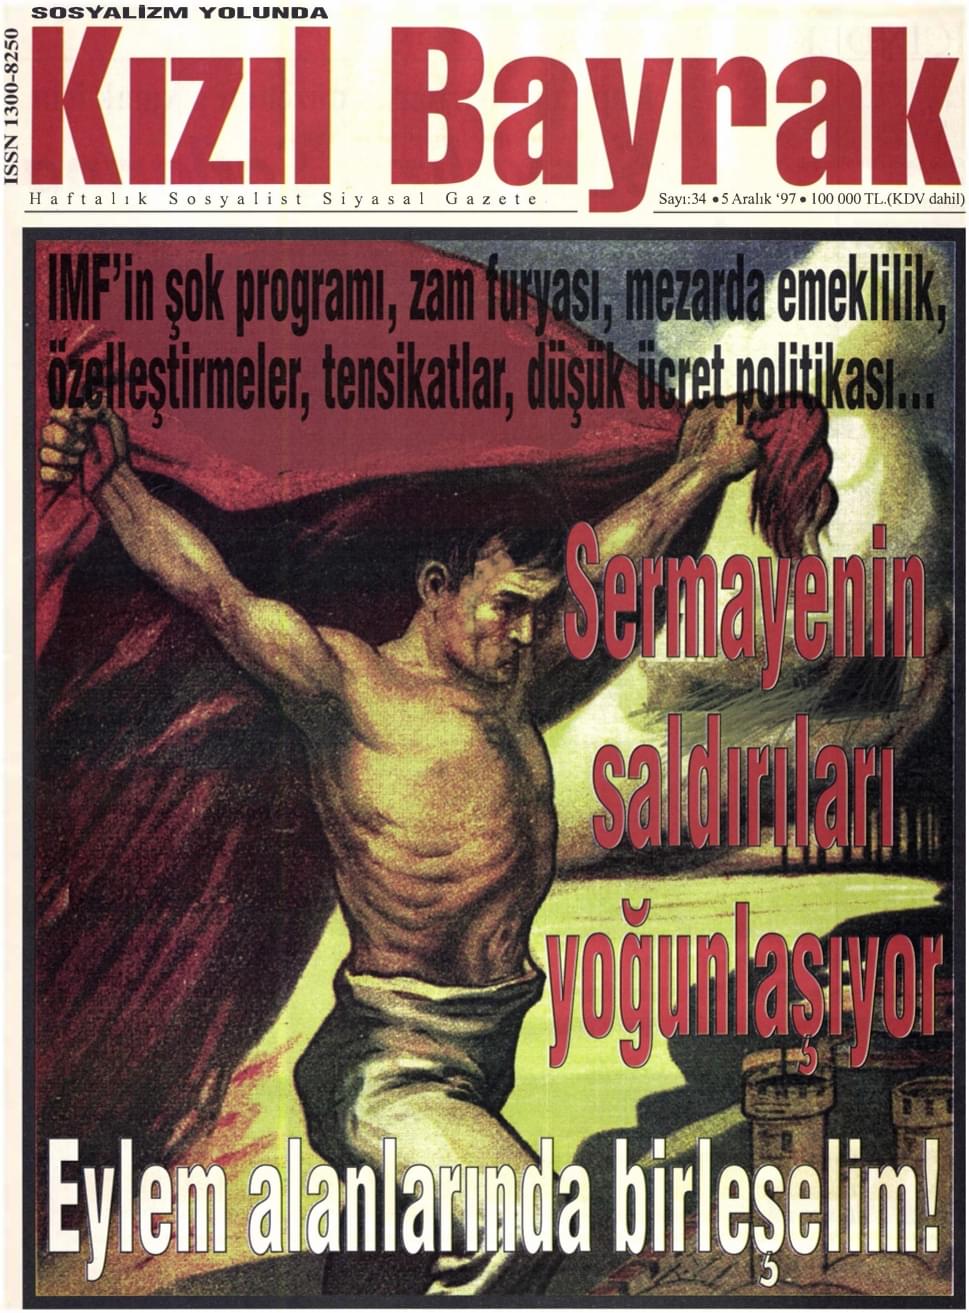 SOSYALİZM YOLUNDA
ISSN 1300-8250
Kızıl Bayrak
Haftalık Sosyalist Siyasal Gazete
Sayı:34 • 5 Aralık ‘97 • 100 000 TL.(KDV dahil)
IMF’in şok programı, zam furyası, mezarda emeklilik,
özelleştirmeler, tensikatlar, düşük ücret politikası...
Sermayenin
saldırıları
yoğunlaşıyor
Eylem alanlarında birleşelim!